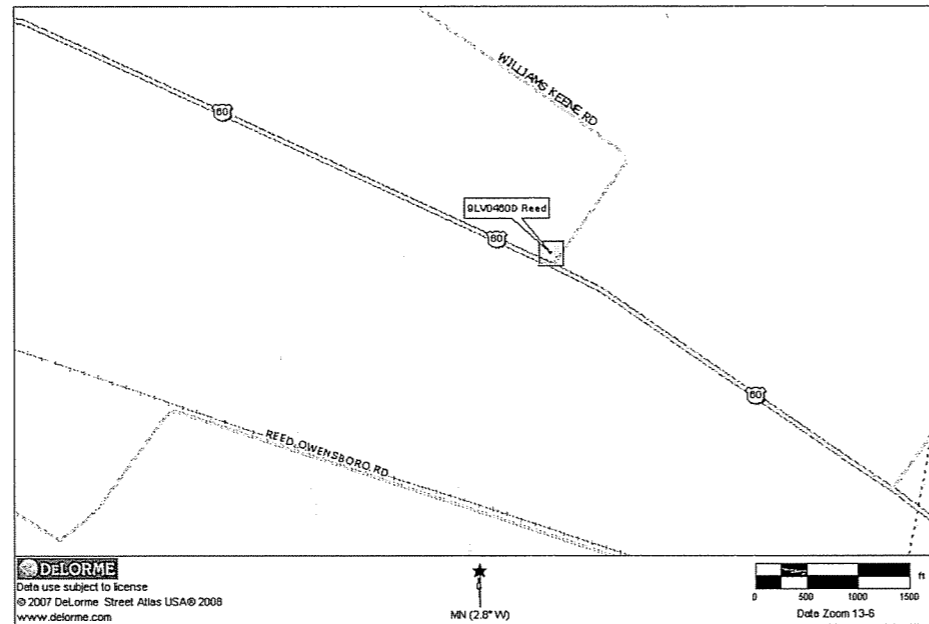 WILLIAMS KEENE RD
60
9LV0460D Reed
60
60
REED OWENSBORO RD
DELORME
Data use subject to license
© 2007 DeLorme Street Atlas USA® 2008
www.delorme.com
MN (2.8° W)
ft
0 500 1000 1500
Data Zoom 13-6